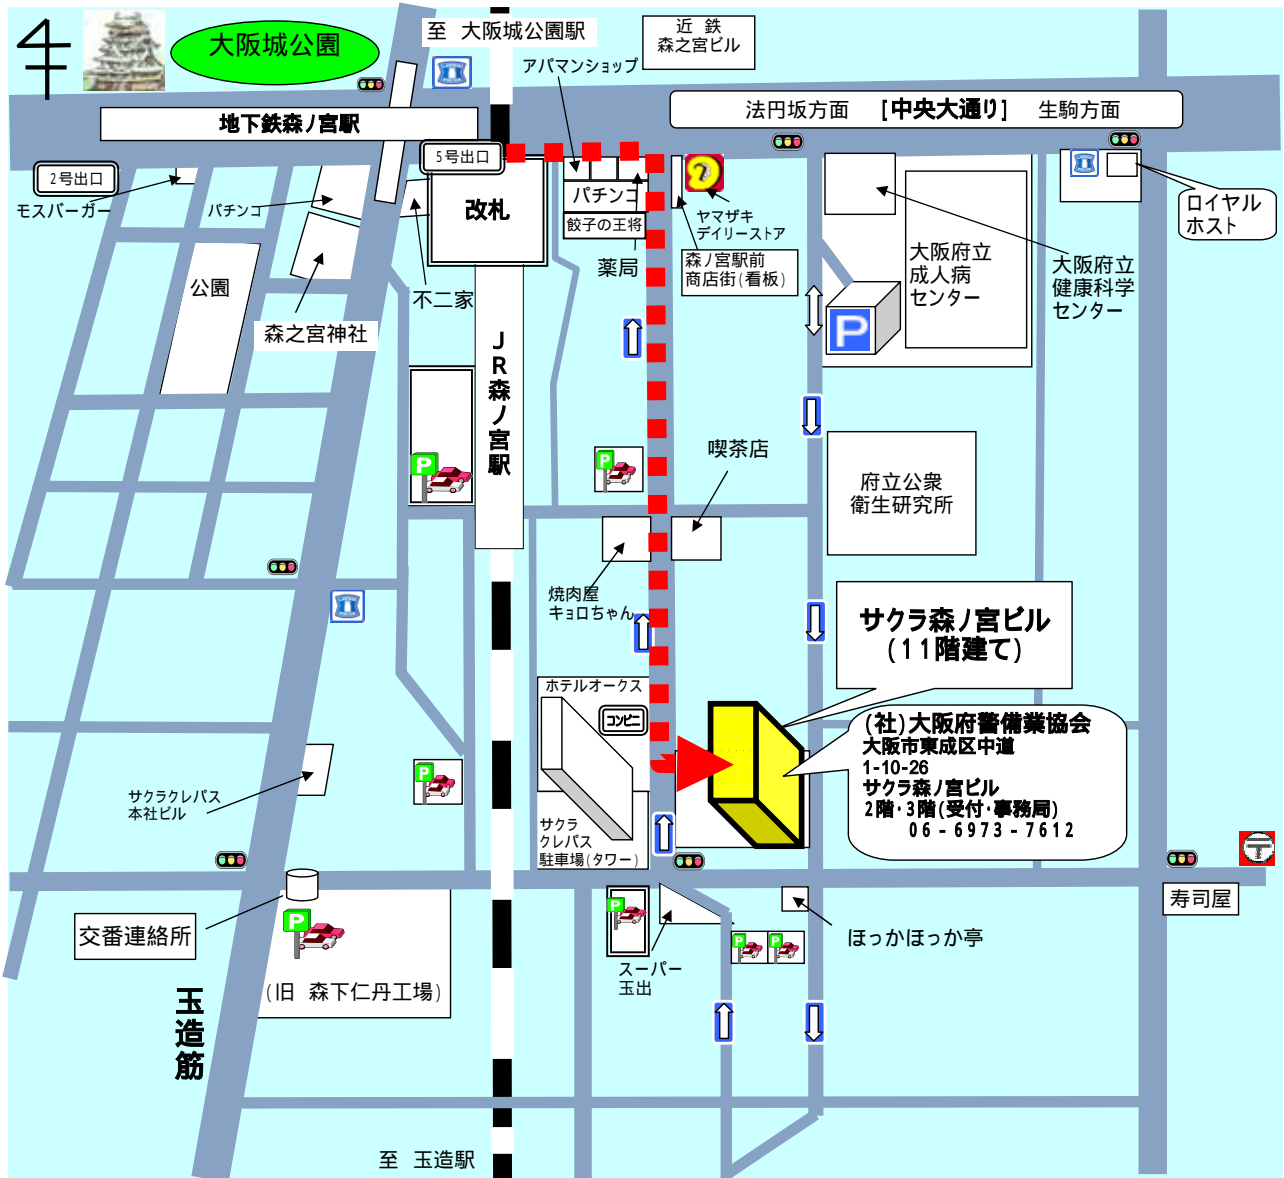 大阪城公園
至 大阪城公園駅
近 鉄
森之宮ビル
アパマンショップ
地下鉄森ノ宮駅
法円坂方面 [中央大通り] 生駒方面
5号出口
2号出口
モスバーガー
パチンコ
改札
パチンコ
餃子の王将
ヤマザキ
デイリーストア
ロイヤル
ホスト
公園
森之宮神社
不二家
薬局
森ノ宮駅前
商店街(看板)
大阪府立
成人病
センター
大阪府立
健康科学
センター
P
JR森ノ宮駅
P
P
喫茶店
府立公衆
衛生研究所
焼肉屋
キョロちゃん
サクラ森ノ宮ビル
(11階建て)
ホテルオークス
コンビニ
(社)大阪府警備業協会
大阪市東成区中道
1-10-26
サクラ森ノ宮ビル
2階・3階(受付・事務局)
06-6973-7612
P
サクラクレパス
本社ビル
サクラ
クレパス
駐車場(タワー)
〒
寿司屋
交番連絡所
P
(旧 森下仁丹工場)
P
スーパー
玉出
P
P
ほっかほっか亭
玉造筋
至 玉造駅